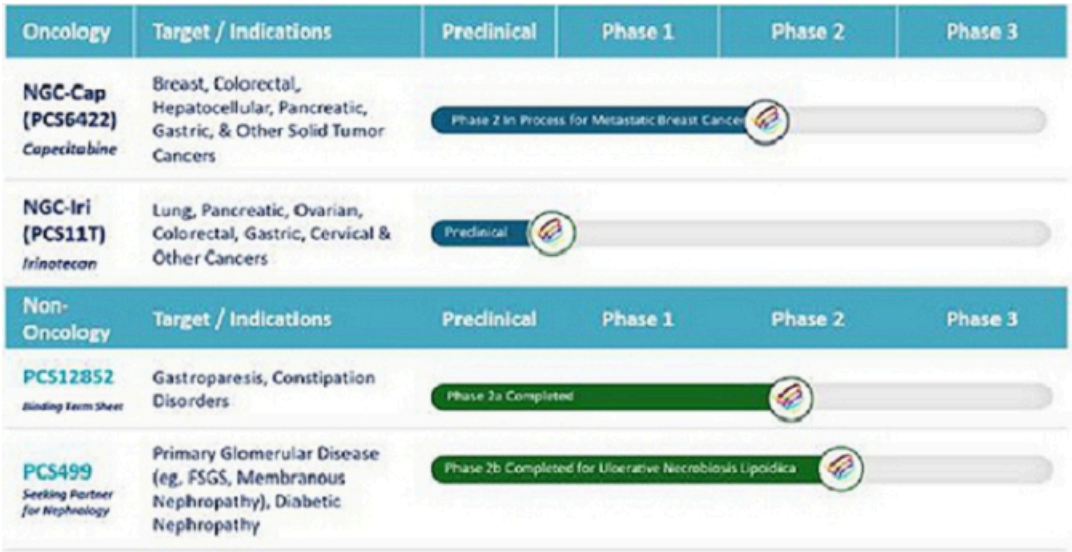 Oncology Target / Indications Preclinical Phase 1 Phase 2 Phase 3
NGC-Cap
(PCS6422)
Capecitabine
Breast, Colorectal,
Hepatocellular, Pancreatic,
Gastric, & Other Solid Tumor
Cancers
Phase 2 In Process for Metastatic Breast Cancer
NGC-Iri
(PCS11T)
Irinotecan
Lung, Pancreatic, Ovarian,
Colorectal, Gastric, Cervical &
Other Cancers
Preclinical
Non-
Oncology
Target / Indications Preclinical Phase 1 Phase 2 Phase 3
PCS12852
Binding Term Sheet
Gastroparesis, Constipation
Disorders
Phase 2a Completed
PCS499
Seeking Partner
for Nephrology
Primary Glomerular Disease
(eg, FSGS, Membranous
Nephropathy), Diabetic
Nephropathy
Phase 2b Completed for Ulcerative Necrobiosis Lipoidica